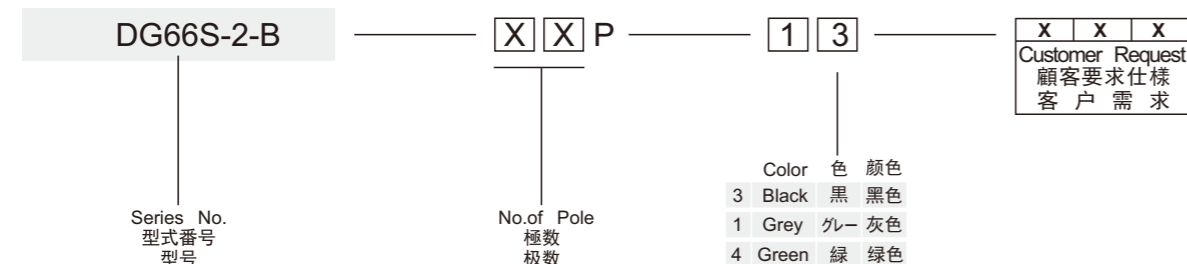 DG66S-2-B XXP 13 X X X
Customer Request
顧客要求仕様
客户需求
Color 色 颜色
3 Black 黒 黑色
1 Grey グレー 灰色
4 Green 緑 绿色
Series No.
型式番号
型号
No.of Pole
極数
极数